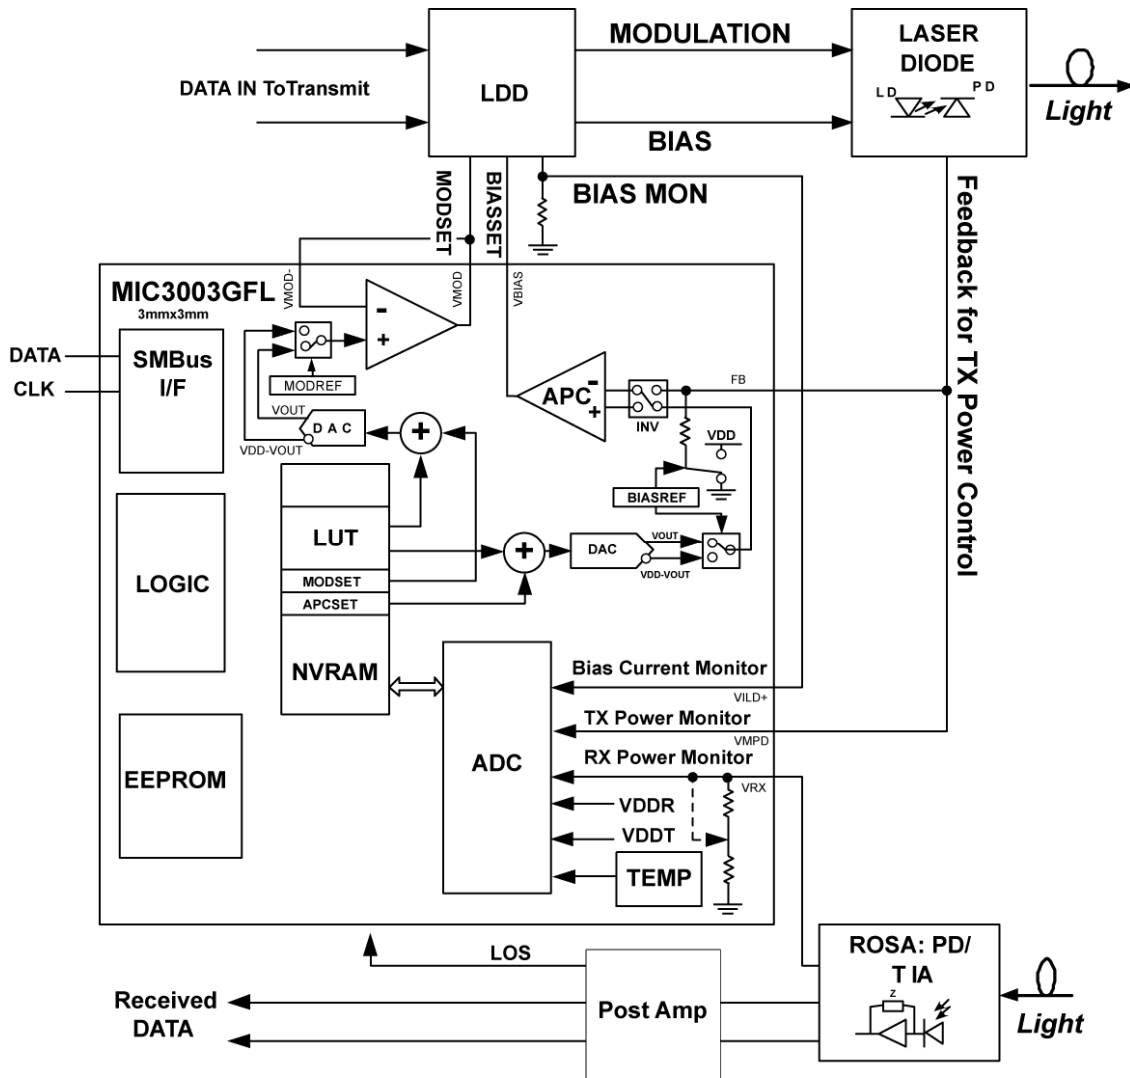 MODULATION
LASER
DIODE
LDD
DATA IN ToTransmit
L D
P D
Light
BIAS
MODSET
BIASSET
BIAS MON
Feedback for TX Power Control
MIC3003GFL
3mmx3mm
VMOD-
VMOD
VBIAS
DATA
CLK
SMBus
I/F
-
+
MODREF
APC
-
+
INV
FB
VDD
VOUT
D A C
VDD-VOUT
+
BIASREF
LUT
+
DAC
VOUT
VDD-VOUT
LOGIC
MODSET
APCSET
NVRAM
Bias Current Monitor
VILD+
TX Power Monitor
VMPD
ADC
RX Power Monitor
VRX
EEPROM
VDDR
VDDT
TEMP
LOS
ROSA: PD/
T IA
Z
Post Amp
Received
DATA
Light